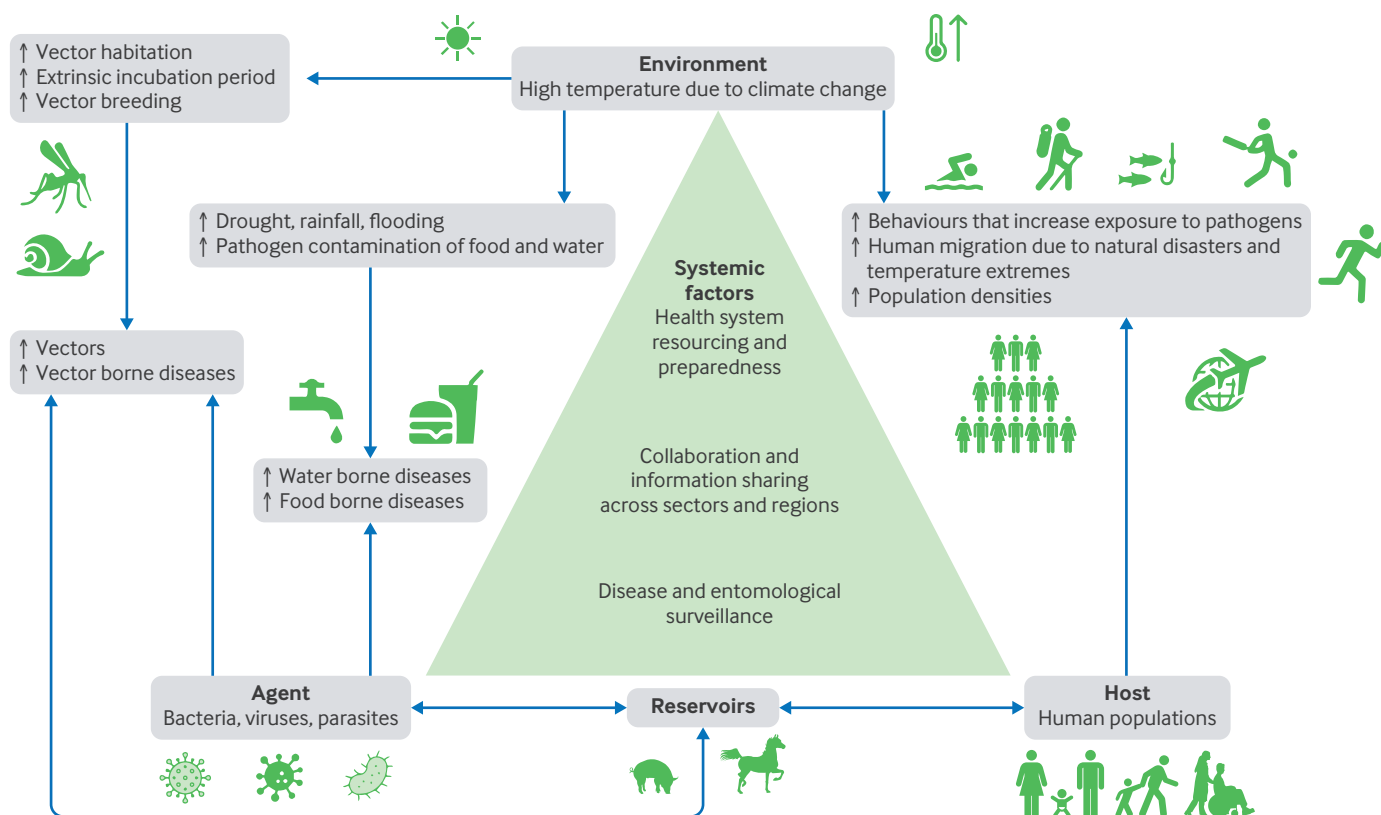 ↑ Vector habitation
↑ Extrinsic incubation period
↑ Vector breeding
Environment
High temperature due to climate change
↑ Drought, rainfall, flooding
↑ Pathogen contamination of food and water
↑ Behaviours that increase exposure to pathogens
↑ Human migration due to natural disasters and
temperature extremes
↑ Population densities
Systemic
factors
Health system
resourcing and
preparedness
↑ Vectors
↑ Vector borne diseases
Collaboration and
information sharing
across sectors and regions
↑ Water borne diseases
↑ Food borne diseases
Disease and entomological
surveillance
Agent
Bacteria, viruses, parasites
Reservoirs
Host
Human populations